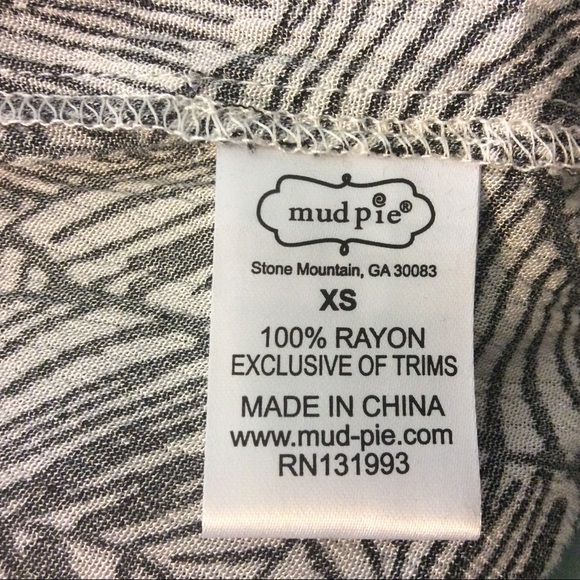 mud pie®
Stone Mountain, GA 30083
XS
100% RAYON
EXCLUSIVE OF TRIMS
MADE IN CHINA
www.mud-pie.com
RN131993